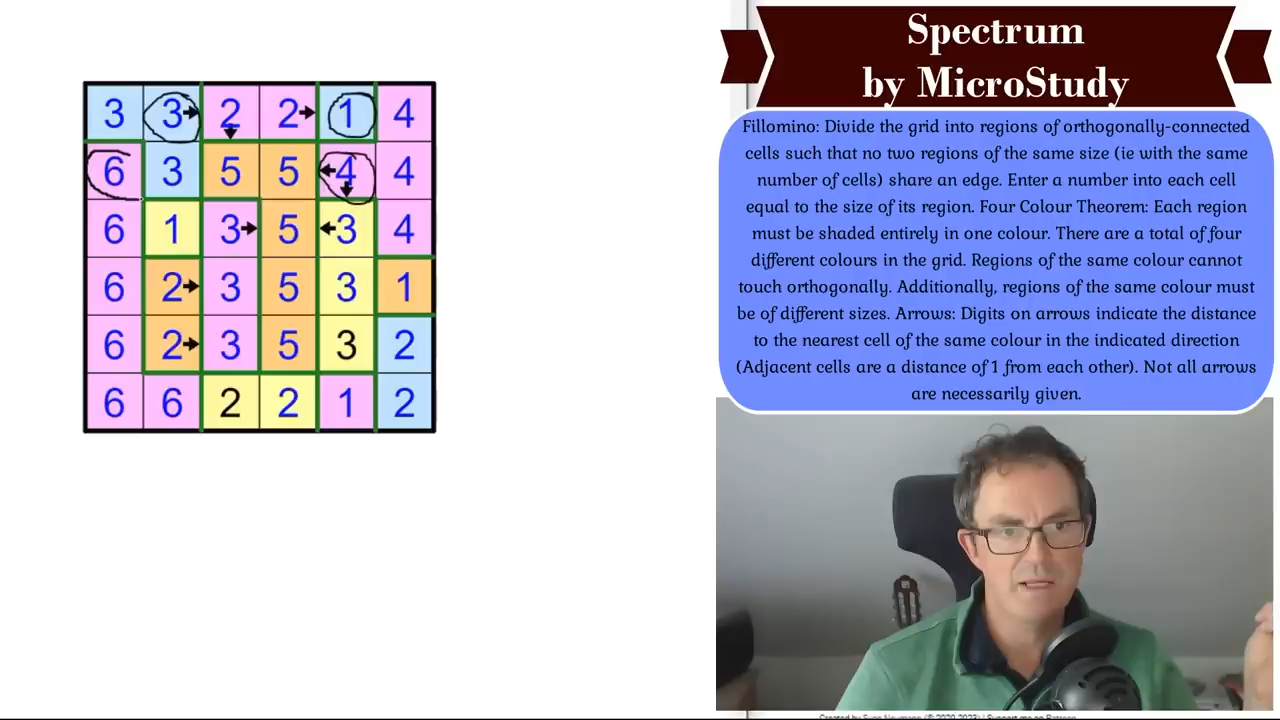 Spectrum
by MicroStudy
Fillomino: Divide the grid into regions of orthogonally-connected
cells such that no two regions of the same size (ie with the same
number of cells) share an edge. Enter a number into each cell
equal to the size of its region. Four Colour Theorem: Each region
must be shaded entirely in one colour. There are a total of four
different colours in the grid. Regions of the same colour cannot
touch orthogonally. Additionally, regions of the same colour must
be of different sizes. Arrows: Digits on arrows indicate the distance
to the nearest cell of the same colour in the indicated direction
(Adjacent cells are a distance of 1 from each other). Not all arrows
are necessarily given.
3 3 2 2 1 4
6 3 5 5 4 4
6 1 3 5 3 4
6 2 3 5 3 1
6 2 3 5 3 2
6 6 2 2 1 2